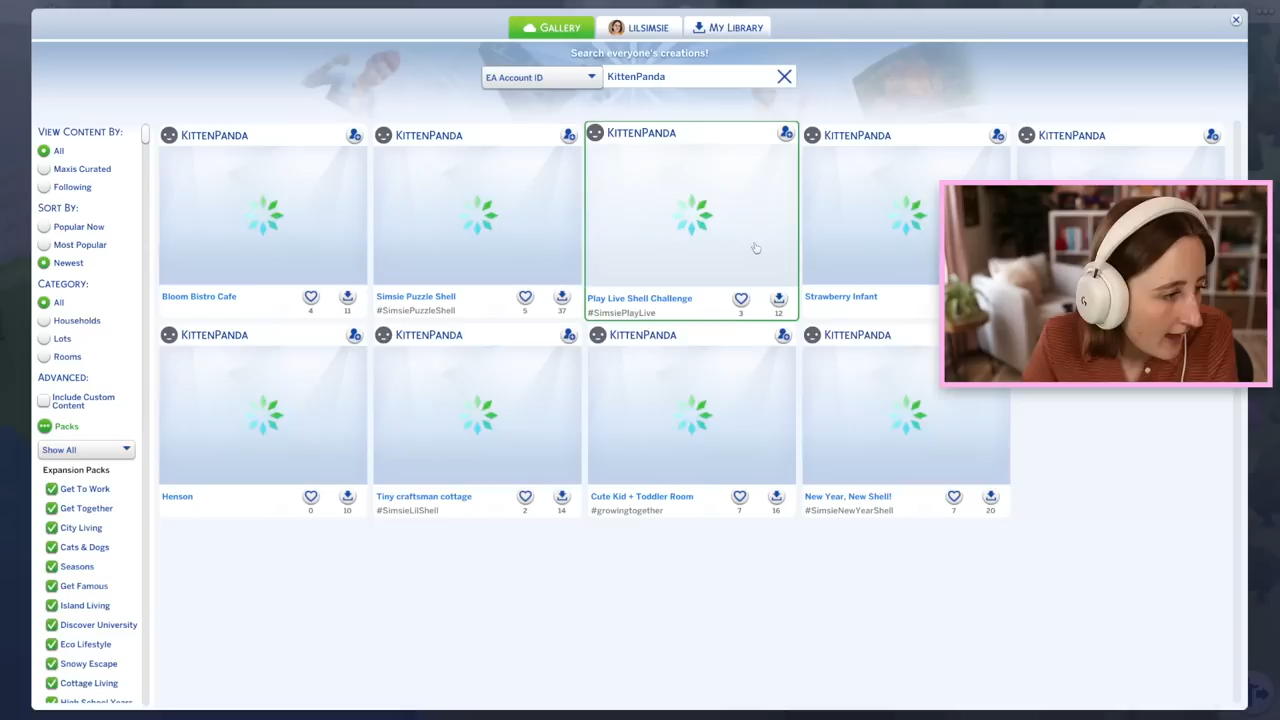 GALLERY
LILSIMSIE
MY LIBRARY
Search everyone's creations!
EA Account ID
KittenPanda
VIEW CONTENT BY:
All
Maxis Curated
Following
SORT BY:
Popular Now
Most Popular
Newest
CATEGORY:
All
Households
Lots
Rooms
ADVANCED:
Include Custom
Content
Packs
Show All
Expansion Packs
Get To Work
Get Together
City Living
Cats & Dogs
Seasons
Get Famous
Island Living
Discover University
Eco Lifestyle
Snowy Escape
Cottage Living
High School Years
KITTENPANDA
Bloom Bistro Cafe
4
11
KITTENPANDA
Simsie Puzzle Shell
#SimsiePuzzleShell
5
37
KITTENPANDA
Play Live Shell Challenge
#SimsiePlayLive
3
12
KITTENPANDA
Strawberry Infant
KITTENPANDA
KITTENPANDA
Henson
0
10
KITTENPANDA
Tiny craftsman cottage
#SimsieLilShell
2
14
KITTENPANDA
Cute Kid + Toddler Room
#growingtogether
7
16
KITTENPANDA
New Year, New Shell!
#SimsieNewYearShell
7
20